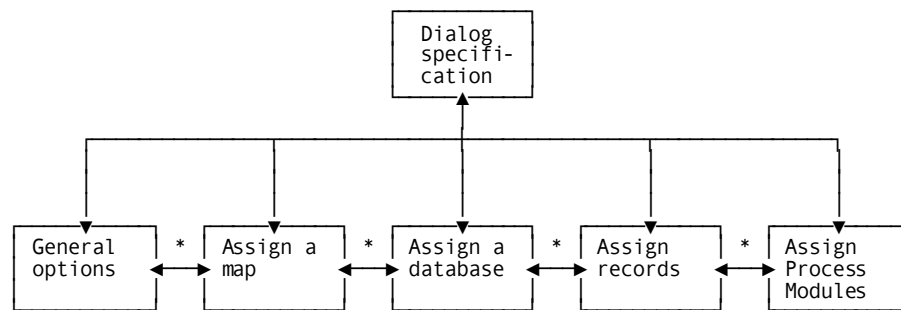 Dialog
specifi-
cation
General
options
*
Assign a
map
*
Assign a
database
*
Assign
records
*
Assign
Process
Modules